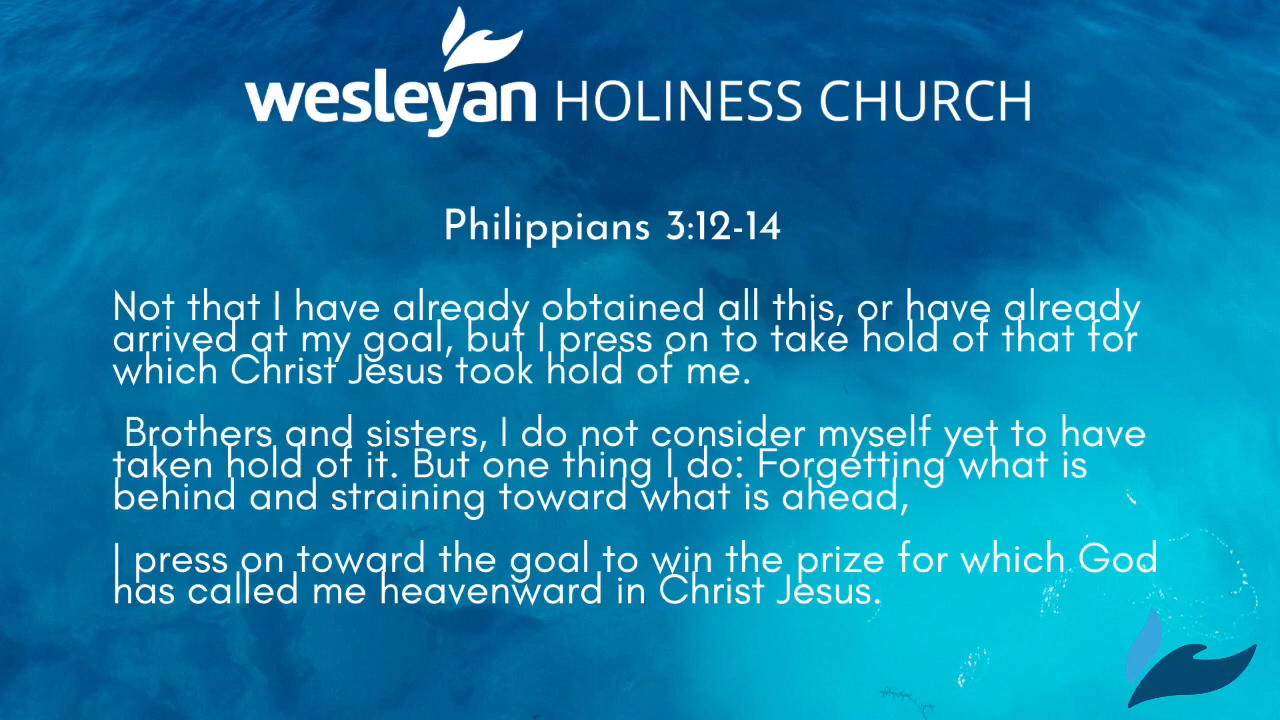 wesleyan HOLINESS CHURCH
Philippians 3:12-14
Not that I have already obtained all this, or have already
arrived at my goal, but I press on to take hold of that for
which Christ Jesus took hold of me.
Brothers and sisters, I do not consider myself yet to have
taken hold of it. But one thing I do: Forgetting what is
behind and straining toward what is ahead,
I press on toward the goal to win the prize for which God
has called me heavenward in Christ Jesus.